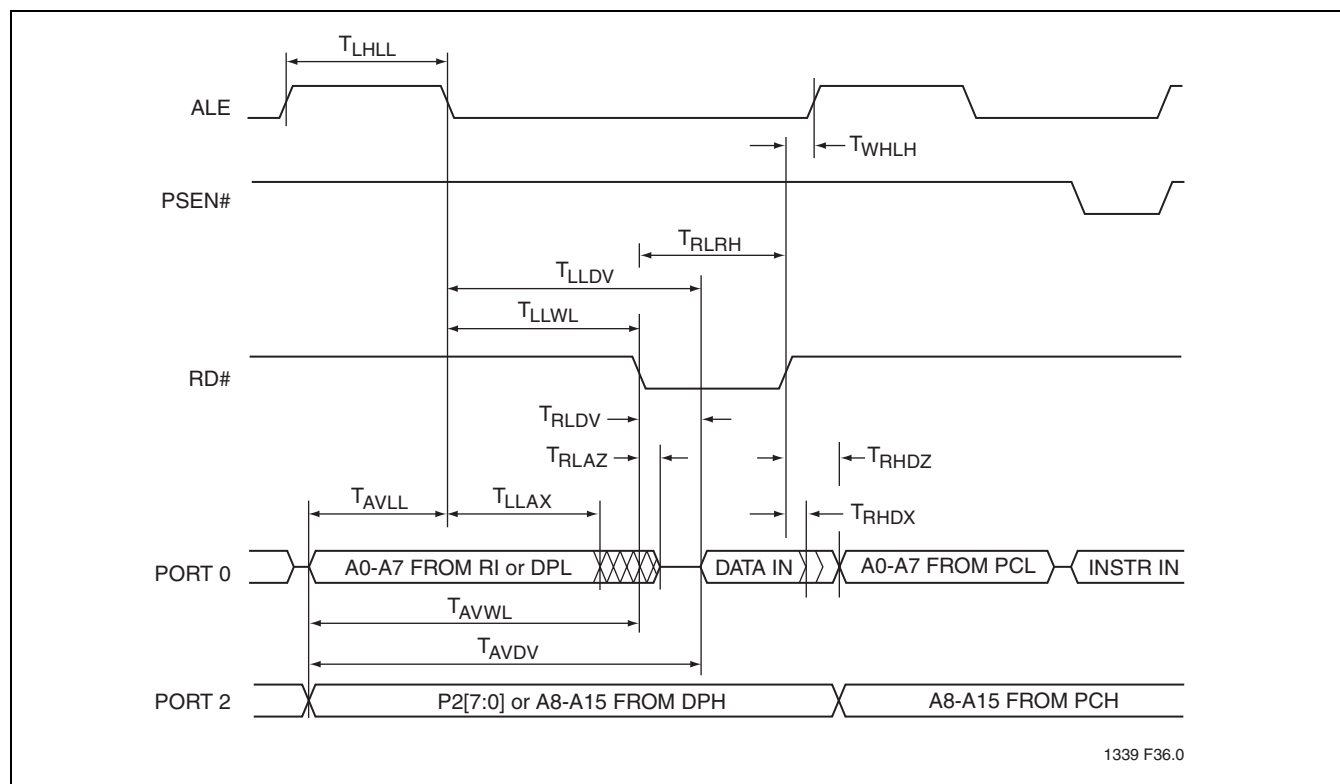 TLHLL
ALE
TWHLH
PSEN#
TRLRH
TLLDV
TLLWL
RD#
TRLDV
TRLAZ
TRHDZ
TAVLL
TLLAX
TRHDX
PORT 0
A0-A7 FROM RI or DPL
DATA IN
A0-A7 FROM PCL
INSTR IN
TAVWL
TAVDV
PORT 2
P2[7:0] or A8-A15 FROM DPH
A8-A15 FROM PCH
1339 F36.0